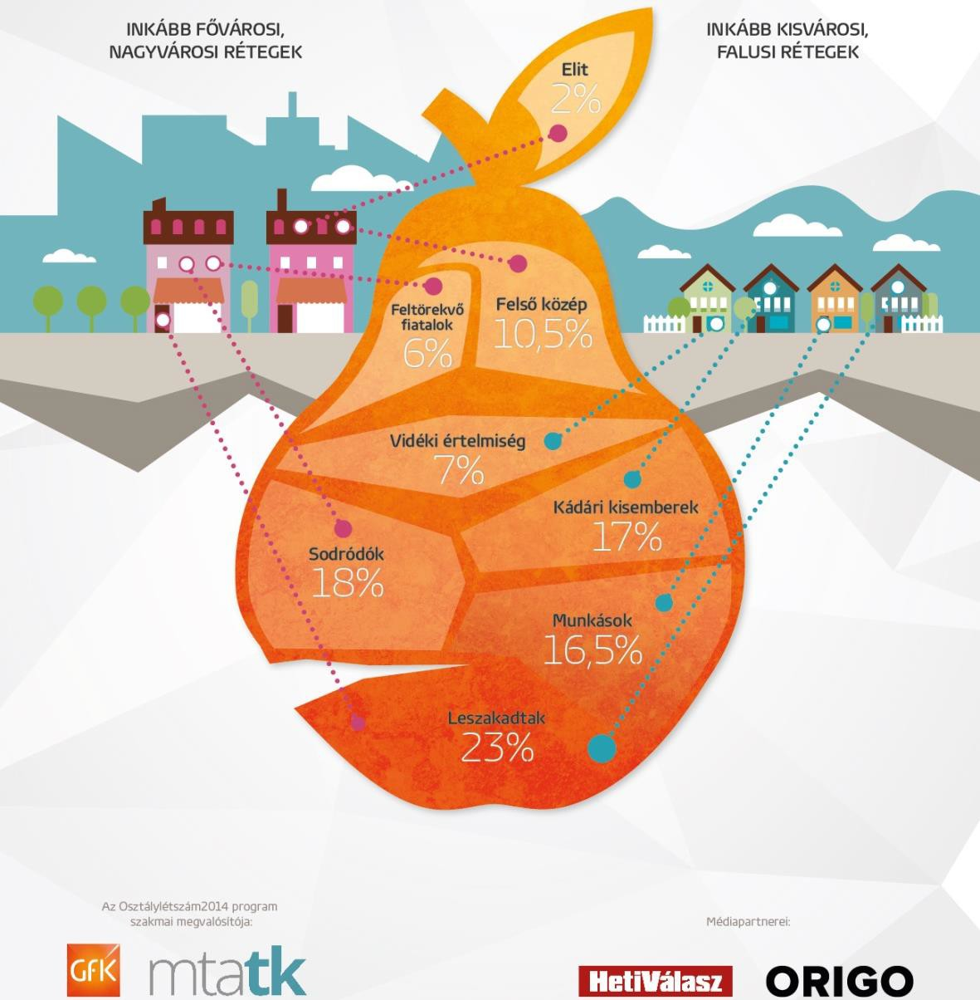 INKÁBB FŐVÁROSI,
NAGYVÁROSI RÉTEGEK
INKÁBB KISVÁROSI,
FALUSI RÉTEGEK
Elit
2%
Feltörekvő
fiatalok
6%
Felső közép
10,5%
Vidéki értelmiség
7%
Kádári kisemberek
17%
Sodródók
18%
Munkások
16,5%
Leszakadtak
23%
Az Osztálylétszám2014 program
szakmai megvalósítója:
Médiapartnerei:
GfK
mtatk
HetiVálasz
ORIGO